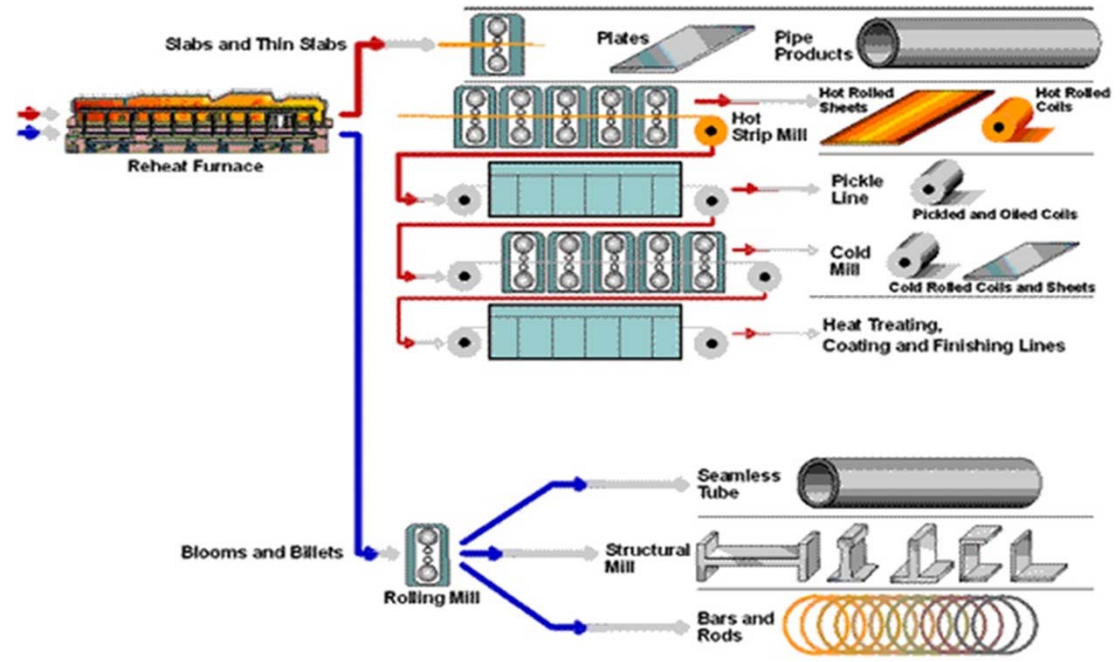 Slabs and Thin Slabs
Plates
Pipe
Products
Reheat Furnace
Hot
Strip Mill
Hot Rolled
Sheets
Hot Rolled
Coils
Pickle
Line
Pickled and Oiled Coils
Cold
Mill
Cold Rolled Coils and Sheets
Heat Treating,
Coating and Finishing Lines
Blooms and Billets
Rolling Mill
Seamless
Tube
Structural
Mill
Bars and
Rods